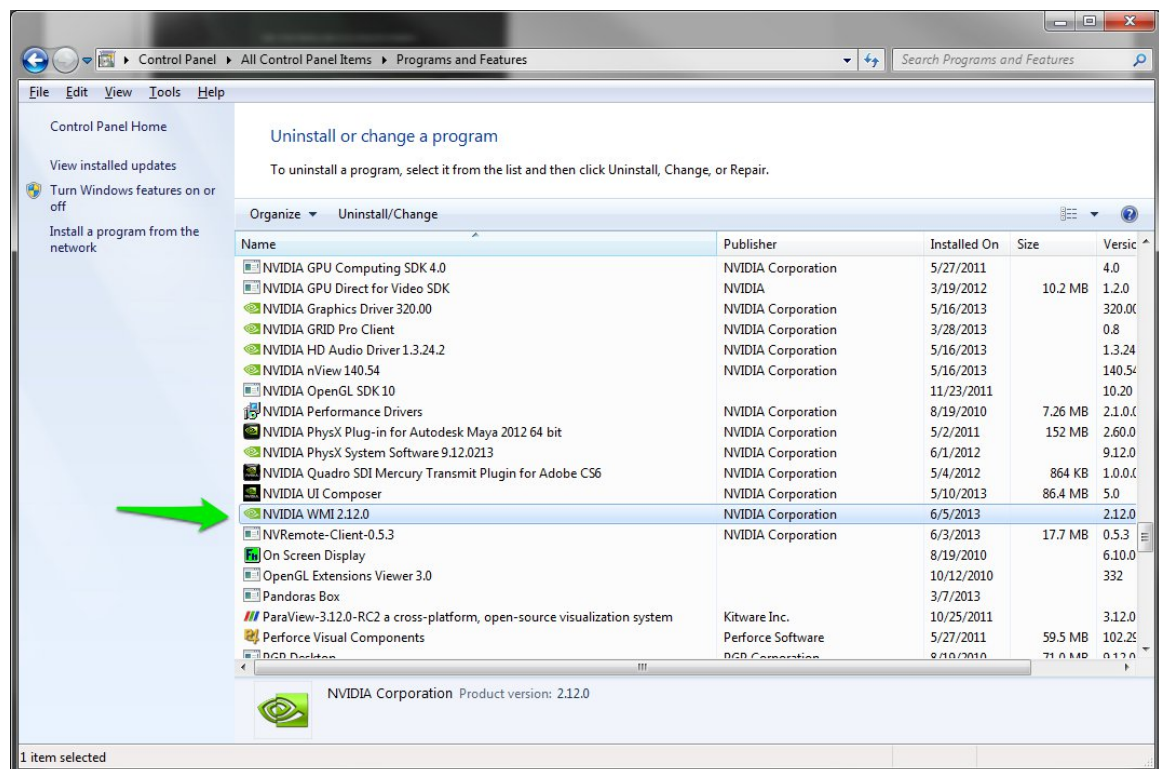 Control Panel ▸ All Control Panel Items ▸ Programs and Features
Search Programs and Features
File Edit View Tools Help
Control Panel Home
View installed updates
Turn Windows features on or
off
Install a program from the
network
Uninstall or change a program
To uninstall a program, select it from the list and then click Uninstall, Change, or Repair.
Organize Uninstall/Change
Name Publisher Installed On Size Versic
NVIDIA GPU Computing SDK 4.0 NVIDIA Corporation 5/27/2011 4.0
NVIDIA GPU Direct for Video SDK NVIDIA 3/19/2012 10.2 MB 1.2.0
NVIDIA Graphics Driver 320.00 NVIDIA Corporation 5/16/2013 320.00
NVIDIA GRID Pro Client NVIDIA Corporation 3/28/2013 0.8
NVIDIA HD Audio Driver 1.3.24.2 NVIDIA Corporation 5/16/2013 1.3.24
NVIDIA nView 140.54 NVIDIA Corporation 5/16/2013 140.54
NVIDIA OpenGL SDK 10 11/23/2011 10.20
NVIDIA Performance Drivers NVIDIA Corporation 8/19/2010 7.26 MB 2.1.0.0
NVIDIA PhysX Plug-in for Autodesk Maya 2012 64 bit NVIDIA Corporation 5/2/2011 152 MB 2.60.0
NVIDIA PhysX System Software 9.12.0213 NVIDIA Corporation 6/1/2012 9.12.0
NVIDIA Quadro SDI Mercury Transmit Plugin for Adobe CS6 NVIDIA Corporation 5/4/2012 864 KB 1.0.0.0
NVIDIA UI Composer NVIDIA Corporation 5/10/2013 86.4 MB 5.0
NVIDIA WMI 2.12.0 NVIDIA Corporation 6/5/2013 2.12.0
NVRemote-Client-0.5.3 NVIDIA Corporation 6/3/2013 17.7 MB 0.5.3
On Screen Display 8/19/2010 6.10.0
OpenGL Extensions Viewer 3.0 10/12/2010 332
Pandoras Box 3/7/2013
ParaView-3.12.0-RC2 a cross-platform, open-source visualization system Kitware Inc. 10/25/2011 3.12.0
Perforce Visual Components Perforce Software 5/27/2011 59.5 MB 102.29
PGP Desktop PGP Corporation 8/19/2010 71.0 MB 9.12.0
NVIDIA Corporation Product version: 2.12.0
1 item selected